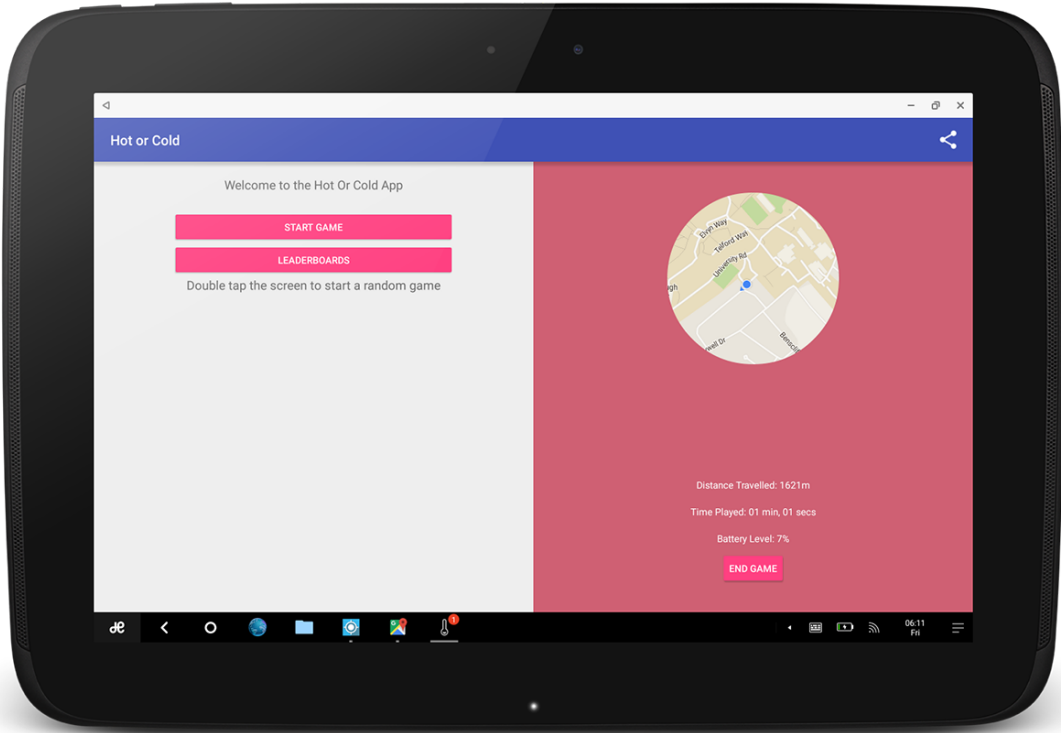 Hot or Cold
Welcome to the Hot Or Cold App
START GAME
LEADERBOARDS
Double tap the screen to start a random game
Elvyn Way
Telford Way
University Rd
Distance Travelled: 1621m
Time Played: 01 min, 01 secs
Battery Level: 7%
END GAME
1
06:11
Fri